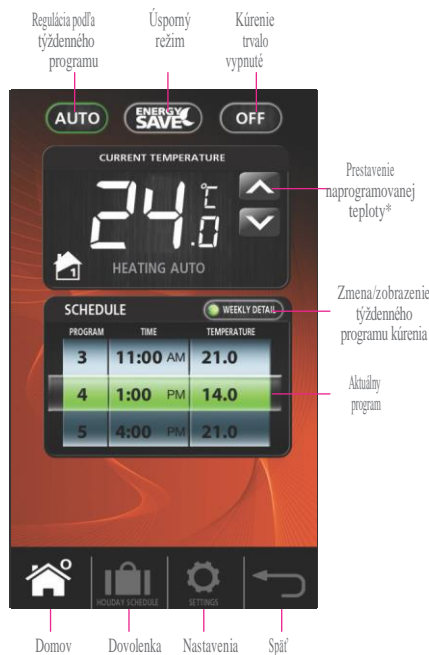 Regulácia podľa
týždenného
programu
Úsporný
režim
Kúrenie
trvalo
vypnuté
AUTO
ENERGY
SAVE
OFF
CURRENT TEMPERATURE
24.0 °C
HEATING AUTO
1
Prestavenie
naprogramovanej
teploty*
SCHEDULE
WEEKLY DETAIL
Zmena/zobrazenie
týždenného
programu kúrenia
PROGRAM TIME TEMPERATURE
3 11:00 AM 21.0
4 1:00 PM 14.0
5 4:00 PM 21.0
Aktuálny
program
HOLIDAY SCHEDULE
SETTINGS
Domov
Dovolenka
Nastavenia
Späť